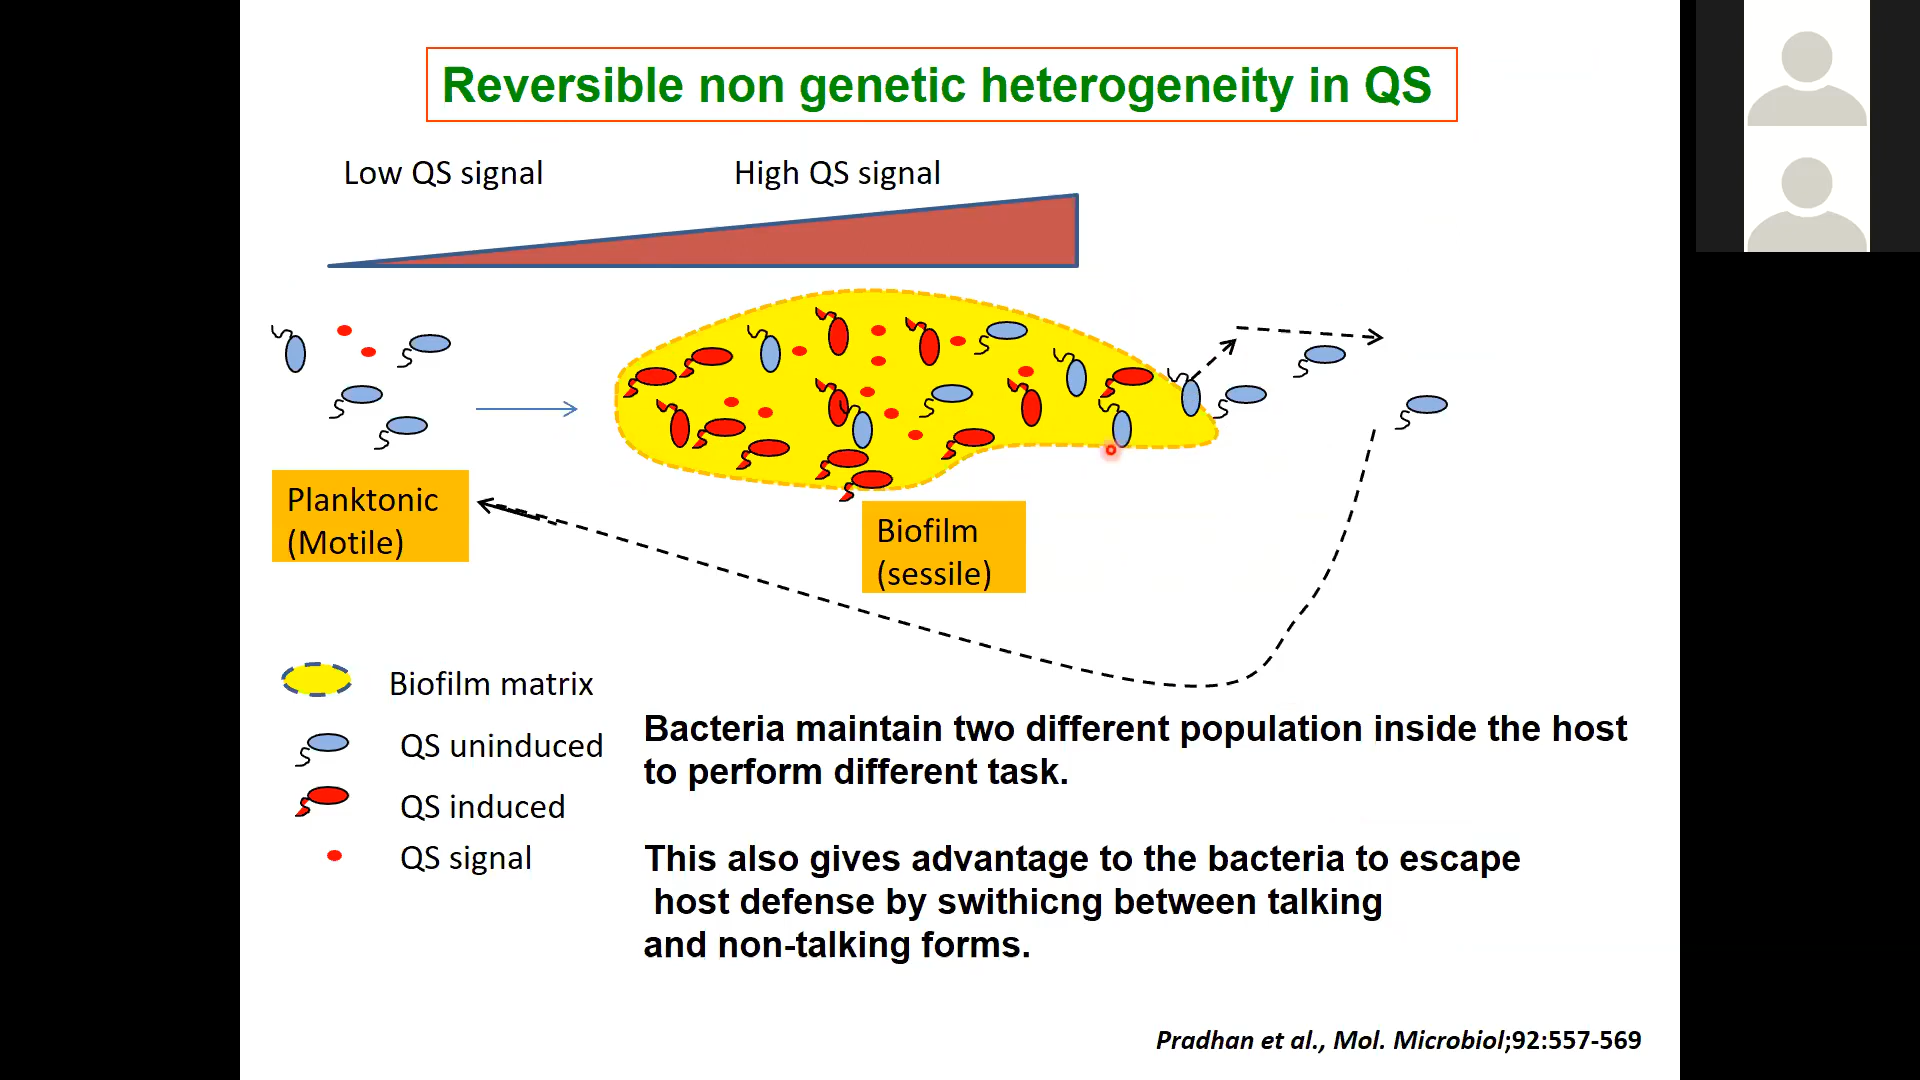 Reversible non genetic heterogeneity in QS
Low QS signal
High QS signal
Planktonic
(Motile)
Biofilm
(sessile)
Biofilm matrix
QS uninduced
QS induced
QS signal
Bacteria maintain two different population inside the host
to perform different task.
This also gives advantage to the bacteria to escape
host defense by swithicng between talking
and non-talking forms.
Pradhan et al., Mol. Microbiol;92:557-569